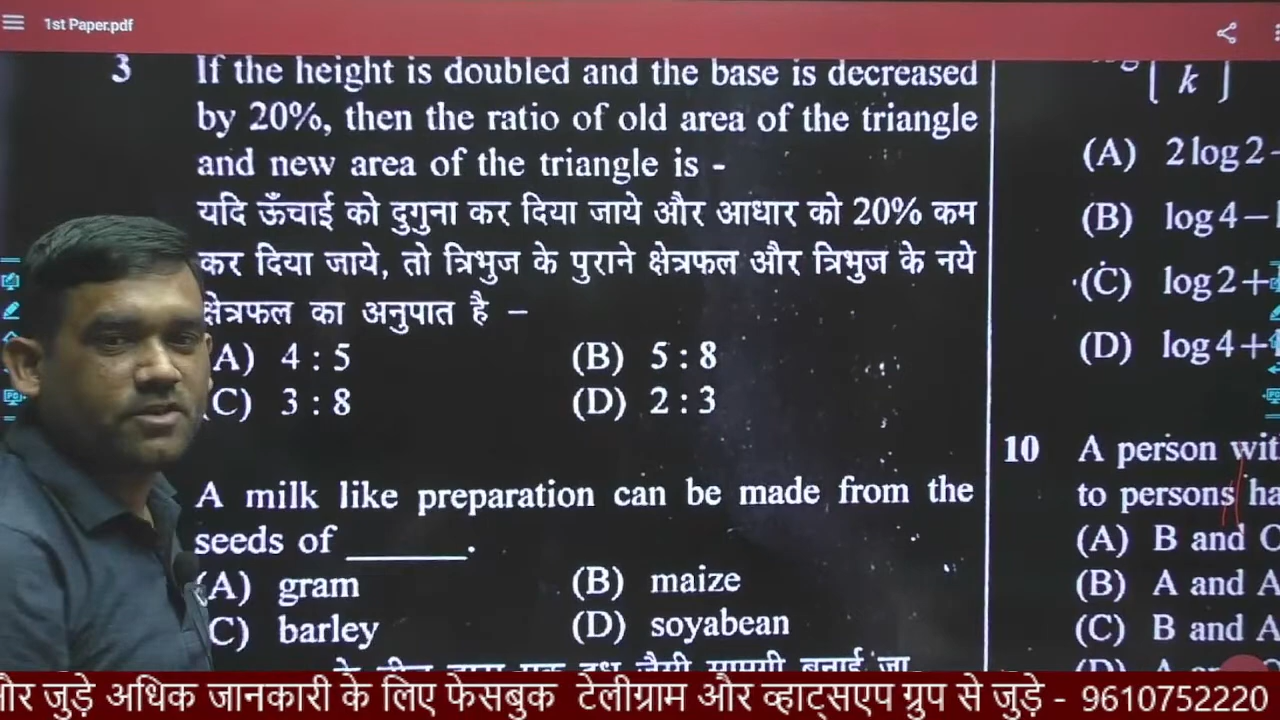 1st Paper.pdf
3 If the height is doubled and the base is decreased
by 20%, then the ratio of old area of the triangle
and new area of the triangle is -
यदि ऊँचाई को दुगुना कर दिया जाये और आधार को 20% कम
कर दिया जाये, तो त्रिभुज के पुराने क्षेत्रफल और त्रिभुज के नये
क्षेत्रफल का अनुपात है –
A) 4 : 5 (B) 5 : 8
C) 3 : 8 (D) 2 : 3
A milk like preparation can be made from the
seeds of ______.
(A) gram (B) maize
C) barley (D) soyabean
k
(A) 2 log 2 -
(B) log 4 –
(C) log 2 +
(D) log 4 +
10 A person wit
to persons ha
(A) B and
(B) A and A
(C) B and A
और जुड़े अधिक जानकारी के लिए फेसबुक टेलीग्राम और व्हाट्सएप ग्रुप से जुड़े - 9610752220